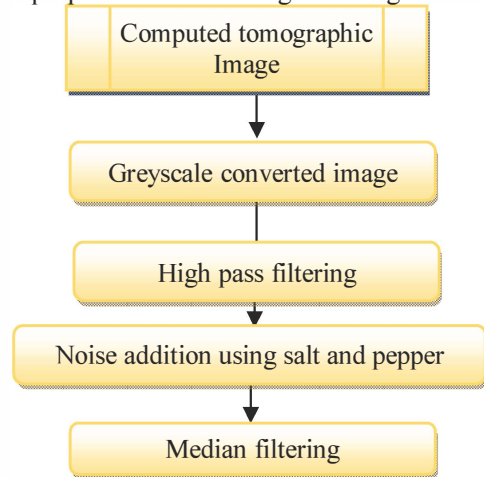 Computed tomographic
Image
Greyscale converted image
High pass filtering
Noise addition using salt and pepper
Median filtering